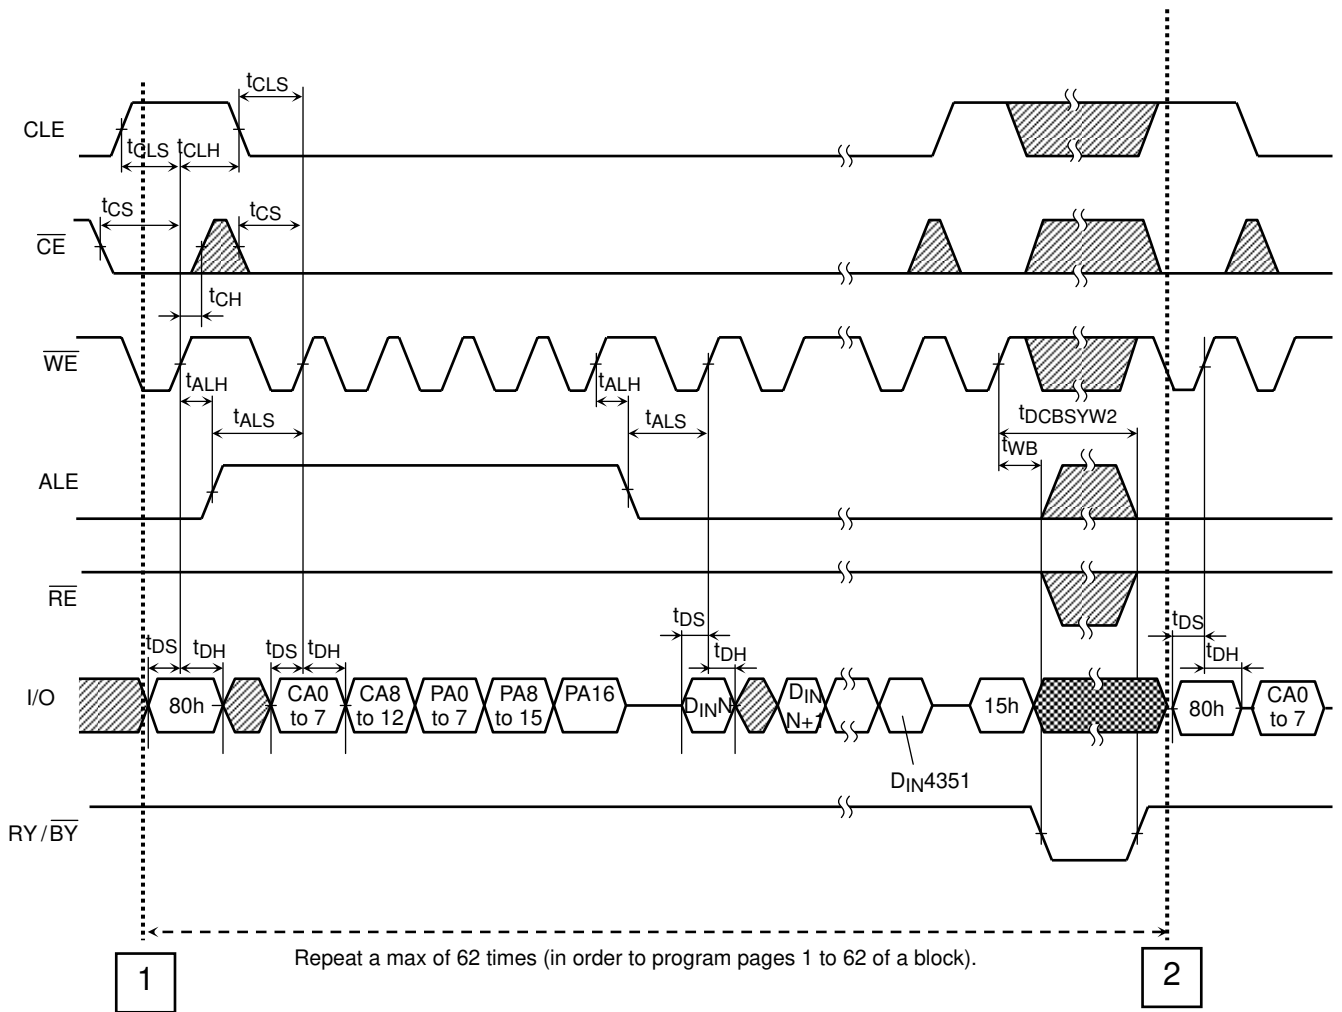 tCLS
CLE
tCLS tCLH
tCS tCS
CE
tCH
WE
tALH tALH
tALS tALS tDCBSYW2
tWB
ALE
RE
tDS tDH tDS tDH tDS tDH tDS tDH
I/O
80h
CA0 to 7
CA8 to 12
PA0 to 7
PA8 to 15
PA16
DINN
DIN N+1
15h
80h
CA0 to 7
DIN4351
RY/BY
Repeat a max of 62 times (in order to program pages 1 to 62 of a block).
1
2